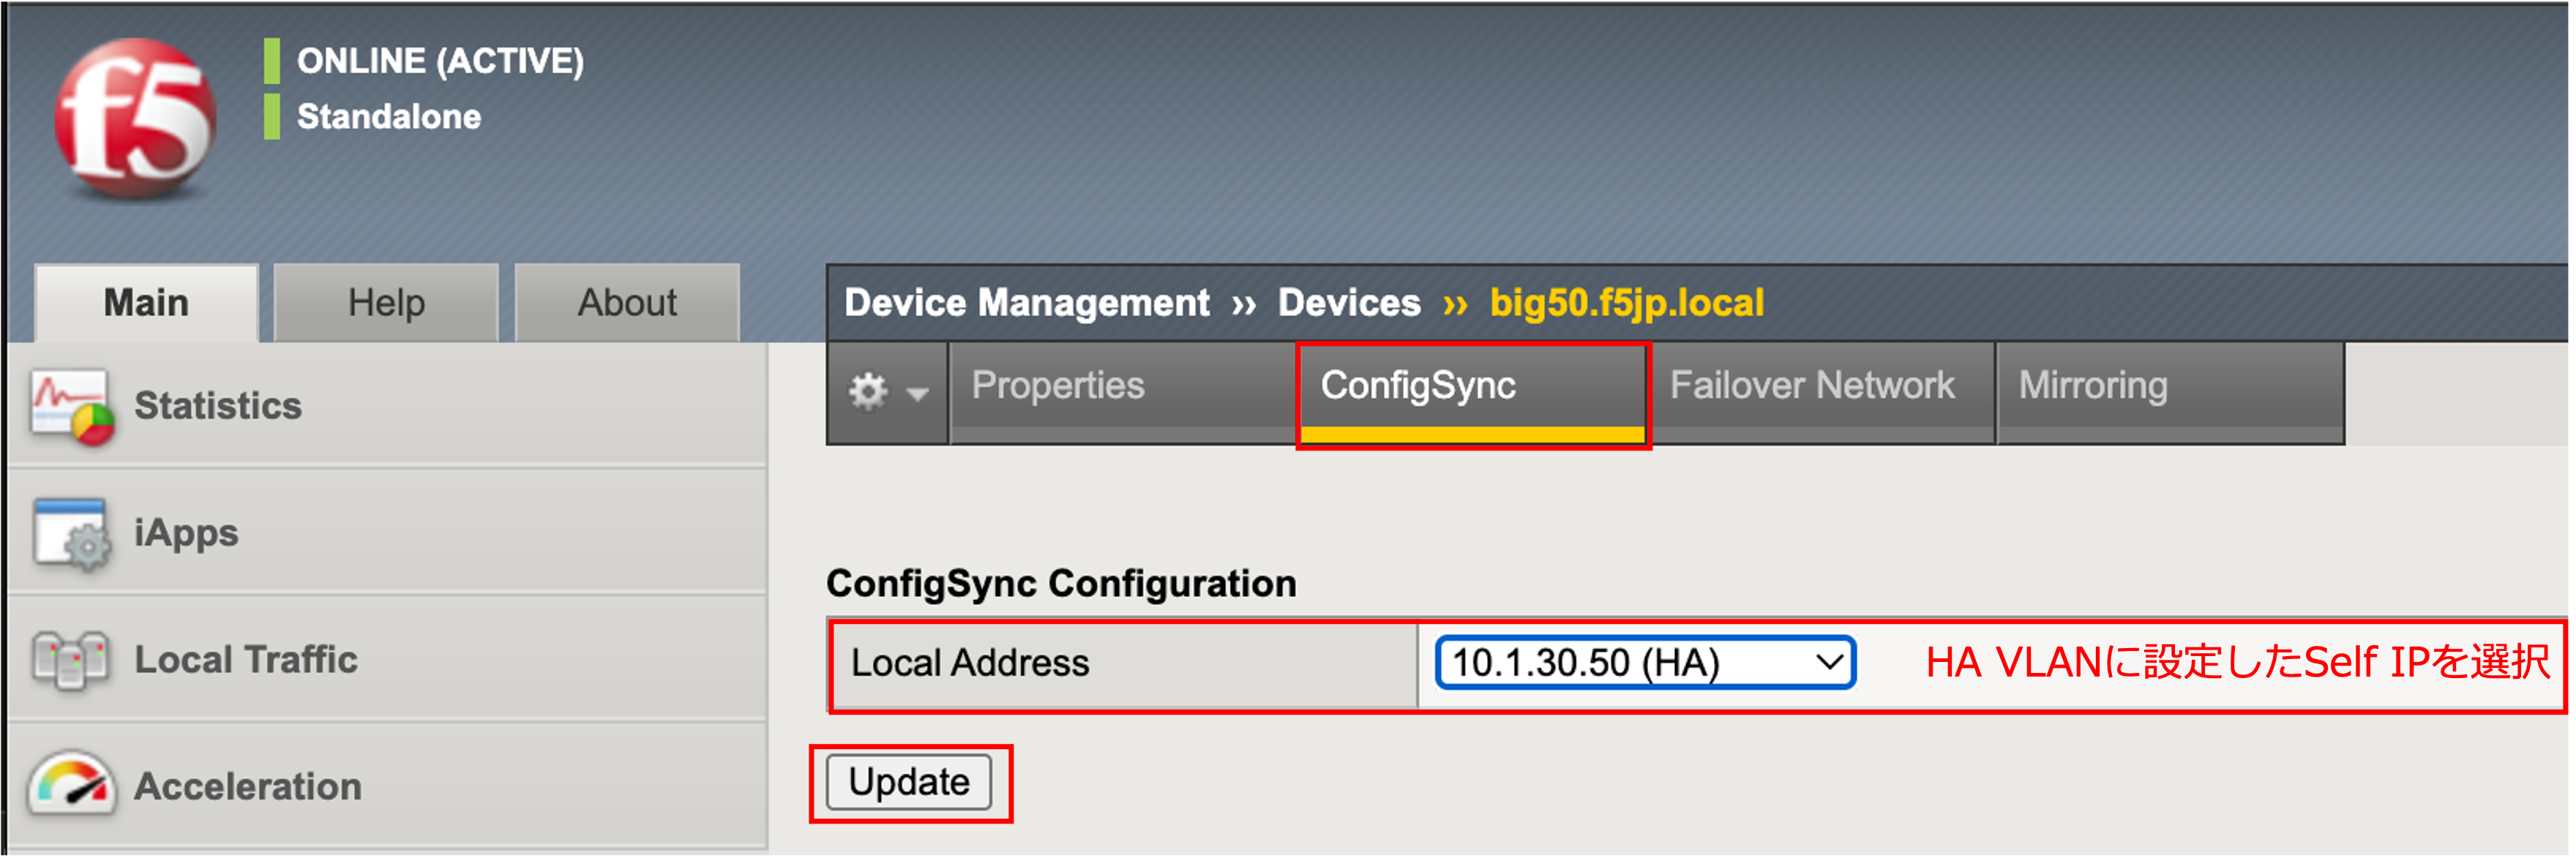 f5
ONLINE (ACTIVE)
Standalone
Main
Help
About
Device Management ›› Devices ›› big50.f5jp.local
Properties
ConfigSync
Failover Network
Mirroring
Statistics
iApps
Local Traffic
Acceleration
ConfigSync Configuration
Local Address
10.1.30.50 (HA)
HA VLANに設定したSelf IPを選択
Update